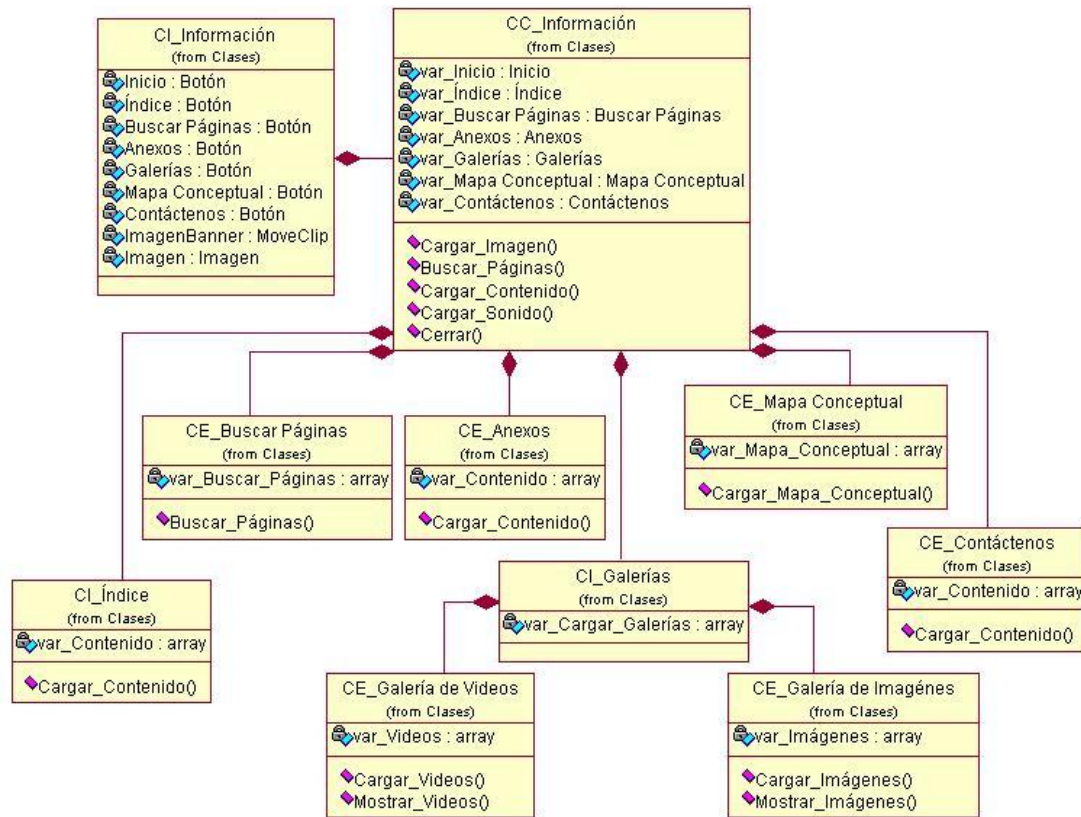 CI_Información
(from Clases)
Inicio : Botón
Índice : Botón
Buscar Páginas : Botón
Anexos : Botón
Galerías : Botón
Mapa Conceptual : Botón
Contáctenos : Botón
ImagenBanner : MoveClip
Imagen : Imagen
CC_Información
(from Clases)
var_Inicio : Inicio
var_Índice : Índice
var_Buscar Páginas : Buscar Páginas
var_Anexos : Anexos
var_Galerías : Galerías
var_Mapa Conceptual : Mapa Conceptual
var_Contáctenos : Contáctenos
Cargar_Imagen()
Buscar_Páginas()
Cargar_Contenido()
Cargar_Sonido()
Cerrar()
CE_Buscar Páginas
(from Clases)
var_Buscar_Páginas : array
Buscar_Páginas()
CE_Anexos
(from Clases)
var_Contenido : array
Cargar_Contenido()
CE_Mapa Conceptual
(from Clases)
var_Mapa_Conceptual : array
Cargar_Mapa_Conceptual()
CE_Contáctenos
(from Clases)
var_Contenido : array
Cargar_Contenido()
CI_Índice
(from Clases)
var_Contenido : array
Cargar_Contenido()
CI_Galerías
(from Clases)
var_Cargar_Galerías : array
CE_Galería de Videos
(from Clases)
var_Videos : array
Cargar_Videos()
Mostrar_Videos()
CE_Galería de Imagénes
(from Clases)
var_Imágenes : array
Cargar_Imágenes()
Mostrar_Imágenes()